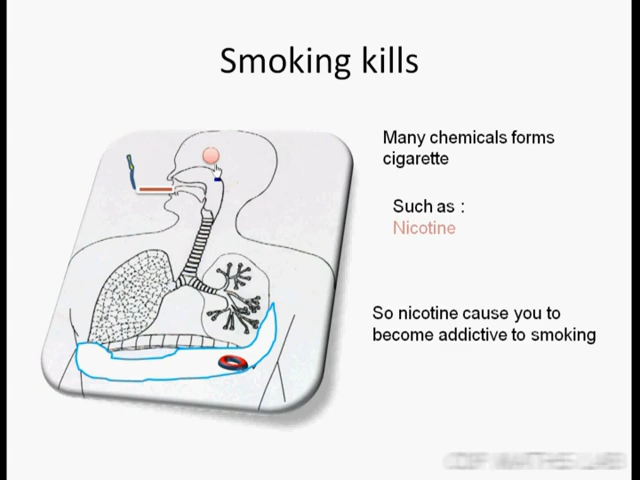 Smoking kills
Many chemicals forms
cigarette
Such as :
Nicotine
So nicotine cause you to
become addictive to smoking